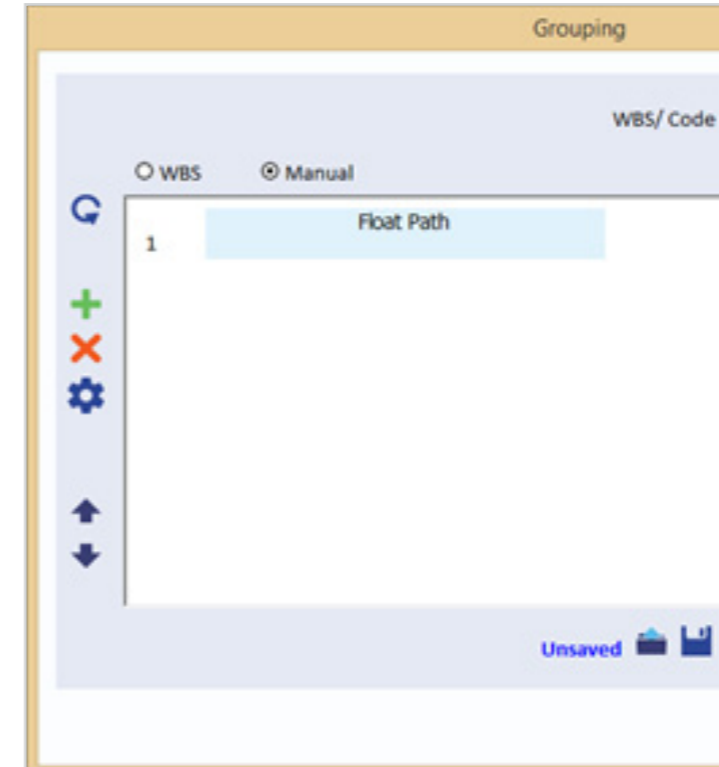 Grouping
WBS/ Code
WBS Manual
Float Path
1
Unsaved